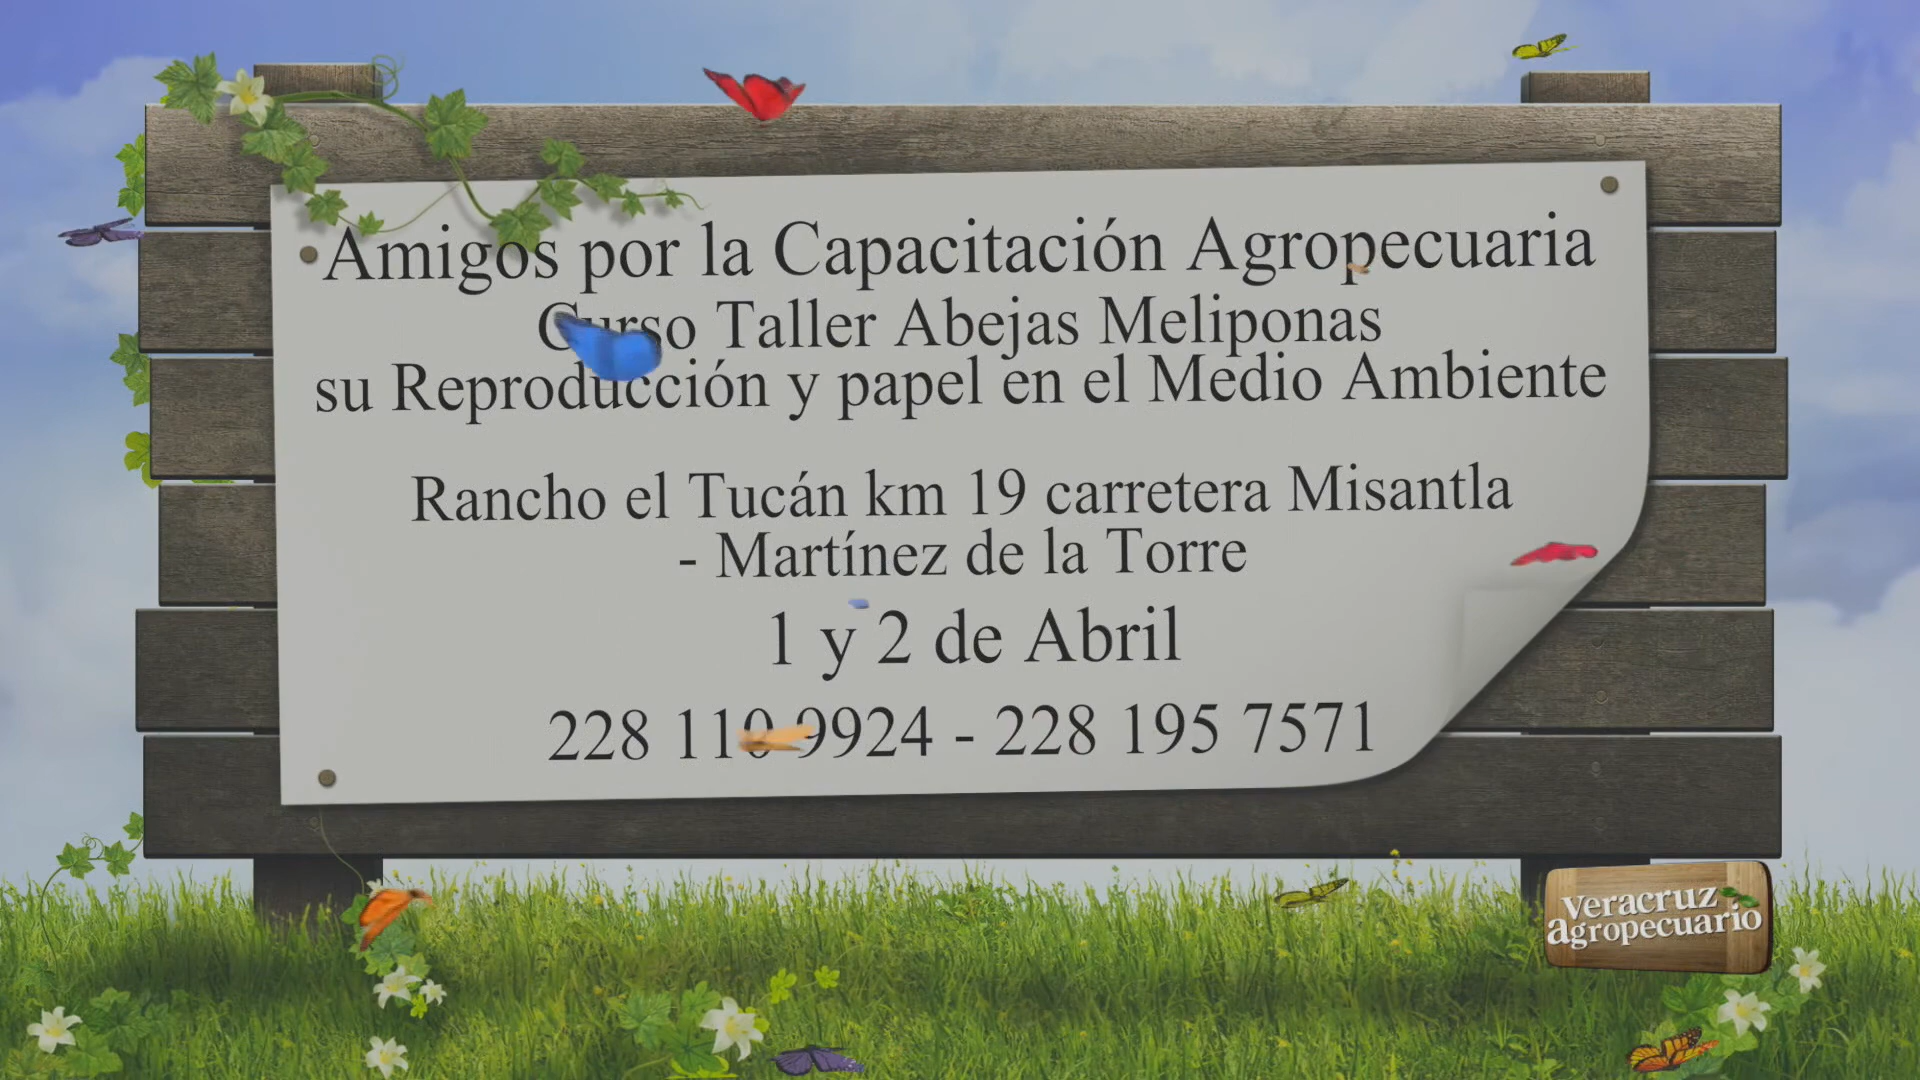 Amigos por la Capacitación Agropecuaria
Curso Taller Abejas Meliponas
su Reproducción y papel en el Medio Ambiente
Rancho el Tucán km 19 carretera Misantla
- Martínez de la Torre
1 y 2 de Abril
228 110 9924 - 228 195 7571
veracruz
agropecuario